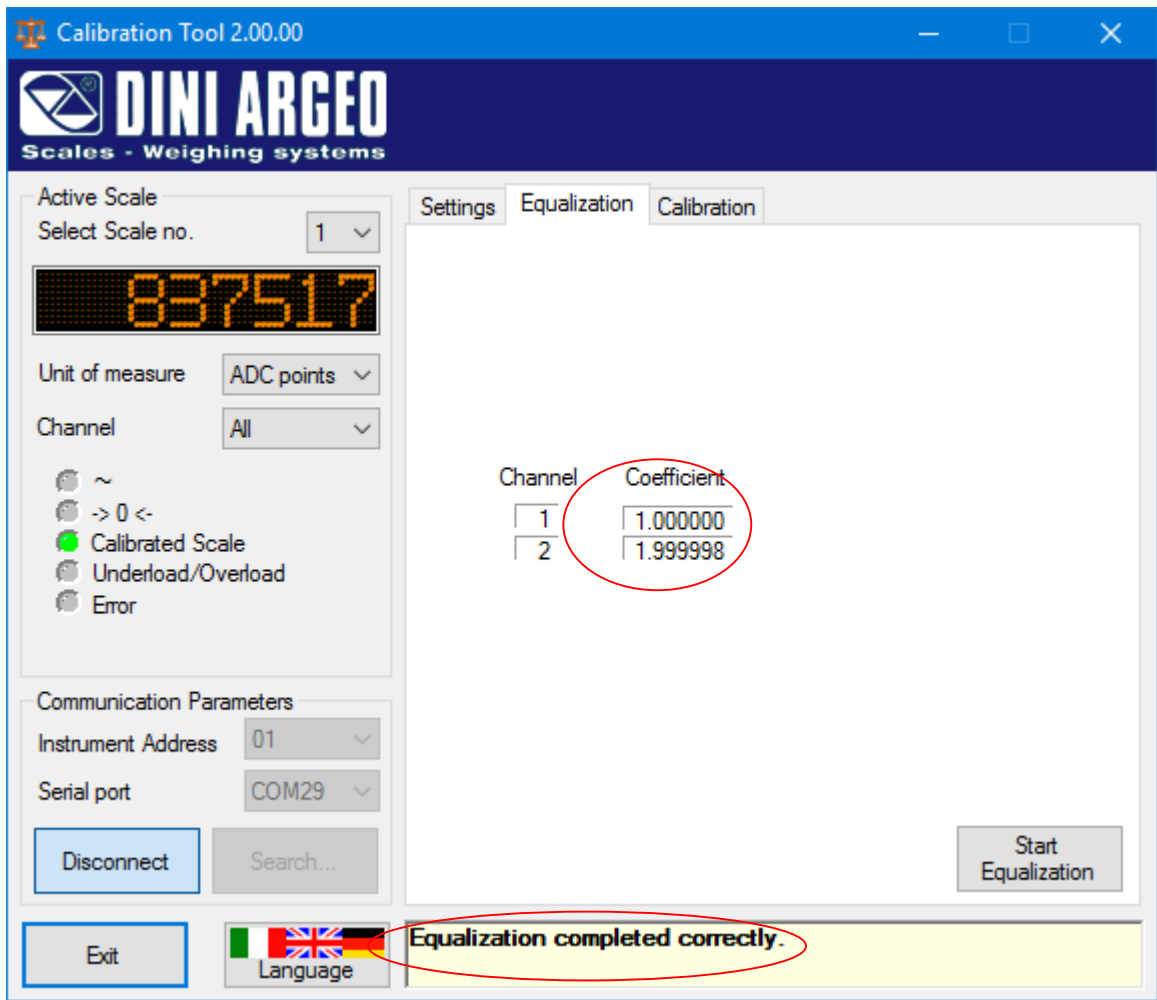 Calibration Tool 2.00.00
DINI ARGEO
®
Scales - Weighing systems
Active Scale
Select Scale no. 1
837517
Unit of measure ADC points
Channel All
~
-> 0 <-
Calibrated Scale
Underload/Overload
Error
Communication Parameters
Instrument Address 01
Serial port COM29
Disconnect Search...
Exit Language
Settings Equalization Calibration
Channel Coefficient
1 1.000000
2 1.999998
Start
Equalization
Equalization completed correctly.